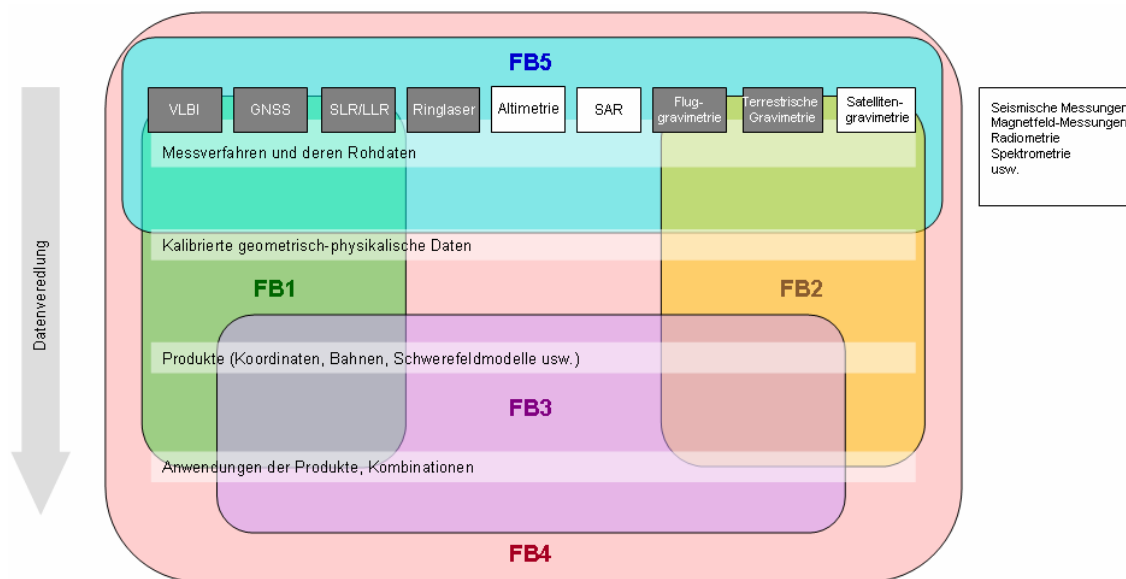 FB5
VLBI
GNSS
SLR/LLR
Ringlaser
Altimetrie
SAR
Flug-
gravimetrie
Terrestrische
Gravimetrie
Satelliten-
gravimetrie
Messverfahren und deren Rohdaten
Seismische Messungen
Magnetfeld-Messungen
Radiometrie
Spektrometrie
usw.
Kalibrierte geometrisch-physikalische Daten
Datenveredlung
FB1
FB2
Produkte (Koordinaten, Bahnen, Schwerefeldmodelle usw.)
FB3
Anwendungen der Produkte, Kombinationen
FB4